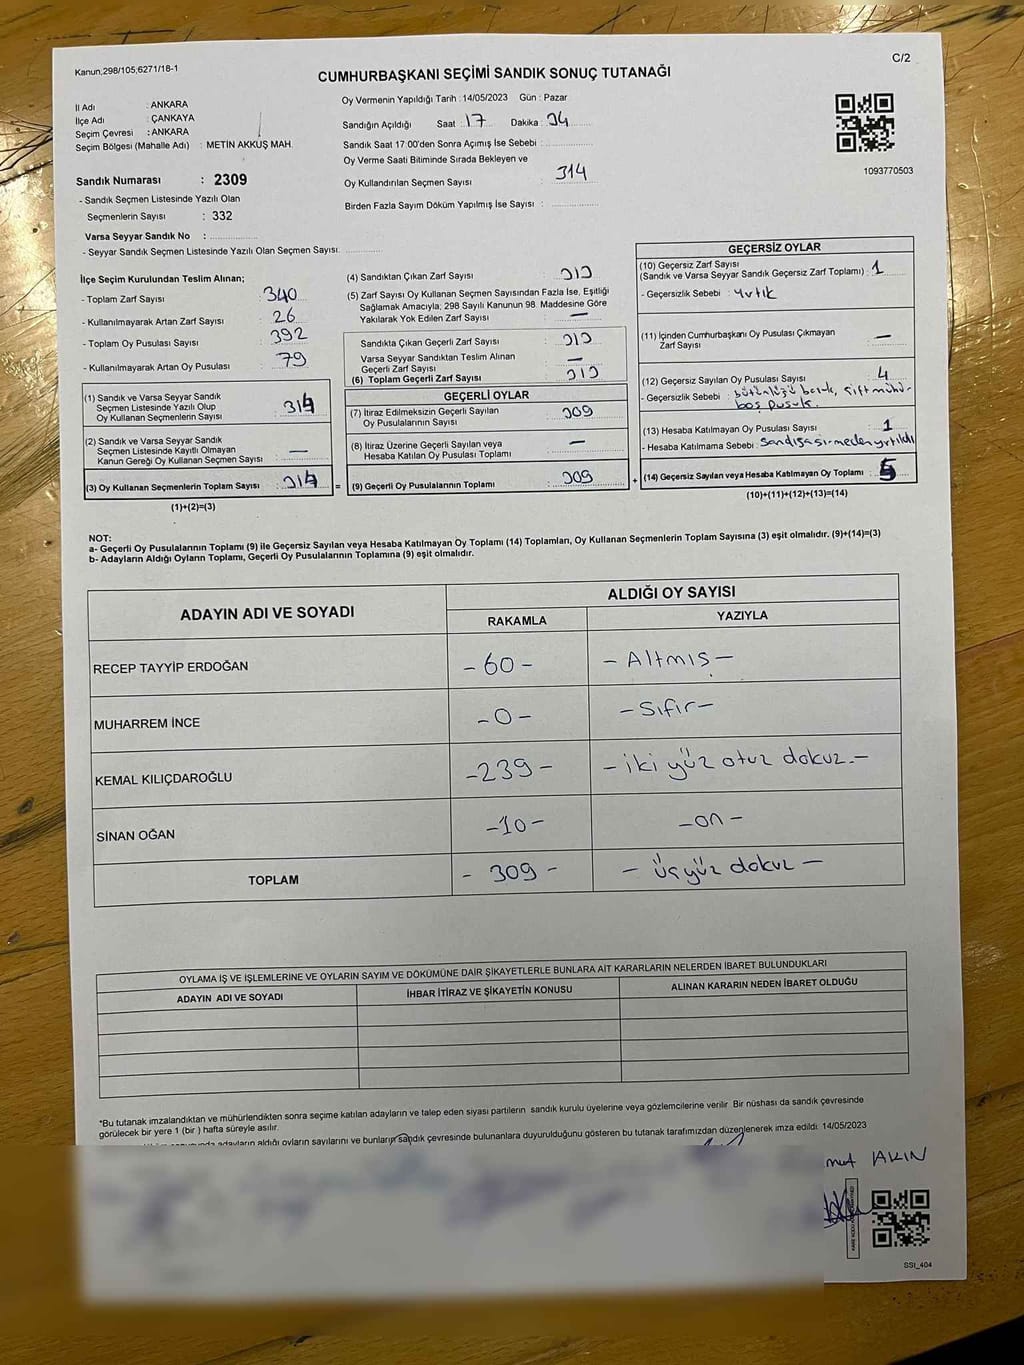 Kanun;298/105;6271/18-1
C/2
CUMHURBAŞKANI SEÇİMİ SANDIK SONUÇ TUTANAĞI
İl Adı : ANKARA
İlçe Adı : ÇANKAYA
Seçim Çevresi : ANKARA
Seçim Bölgesi (Mahalle Adı) : METİN AKKUŞ MAH.
Sandık Numarası : 2309
- Sandık Seçmen Listesinde Yazılı Olan
Seçmenlerin Sayısı : 332
Varsa Seyyar Sandık No :
- Seyyar Sandık Seçmen Listesinde Yazılı Olan Seçmen Sayısı:
Oy Vermenin Yapıldığı Tarih : 14/05/2023 Gün : Pazar
Sandığın Açıldığı Saat : 17 Dakika : 34
Sandık Saat 17:00'den Sonra Açımış İse Sebebi :
Oy Verme Saati Bitiminde Sırada Bekleyen ve
Oy Kullandırılan Seçmen Sayısı : 314
Birden Fazla Sayım Döküm Yapılmış İse Sayısı :
1093770503
İlçe Seçim Kurulundan Teslim Alınan;
- Toplam Zarf Sayısı : 340
- Kullanılmayarak Artan Zarf Sayısı : 26
- Toplam Oy Pusulası Sayısı : 392
- Kullanılmayarak Artan Oy Pusulası : 79
(1) Sandık ve Varsa Seyyar Sandık
Seçmen Listesinde Yazılı Olup
Oy Kullanan Seçmenlerin Sayısı : 314
(2) Sandık ve Varsa Seyyar Sandık
Seçmen Listesinde Kayıtlı Olmayan
Kanun Gereği Oy Kullanan Seçmen Sayısı : —
(3) Oy Kullanan Seçmenlerin Toplam Sayısı : 314 =
(1)+(2)=(3)
(4) Sandıktan Çıkan Zarf Sayısı : 313
(5) Zarf Sayısı Oy Kullanan Seçmen Sayısından Fazla İse, Eşitliği
Sağlamak Amacıyla; 298 Sayılı Kanunun 98. Maddesine Göre
Yakılarak Yok Edilen Zarf Sayısı : —
Sandıkta Çıkan Geçerli Zarf Sayısı : 313
Varsa Seyyar Sandıktan Teslim Alınan
Geçerli Zarf Sayısı : —
(6) Toplam Geçerli Zarf Sayısı : 313
GEÇERLİ OYLAR
(7) İtiraz Edilmeksizin Geçerli Sayılan
Oy Pusulalarının Sayısı : 309
(8) İtiraz Üzerine Geçerli Sayılan veya
Hesaba Katılan Oy Pusulası Toplamı : —
(9) Geçerli Oy Pusulalarının Toplamı : 309 +
GEÇERSİZ OYLAR
(10) Geçersiz Zarf Sayısı
(Sandık ve Varsa Seyyar Sandık Geçersiz Zarf Toplamı) : 1
- Geçersizlik Sebebi : Yırtık
(11) İçinden Cumhurbaşkanı Oy Pusulası Çıkmayan
Zarf Sayısı : —
(12) Geçersiz Sayılan Oy Pusulası Sayısı : 4
- Geçersizlik Sebebi : bütünlüğü bozuk, çift mühür
boş pusula.
(13) Hesaba Katılmayan Oy Pusulası Sayısı : 1
- Hesaba Katılmama Sebebi : Sandığa girmeden yırtıldı
(14) Geçersiz Sayılan veya Hesaba Katılmayan Oy Toplamı : 5
(10)+(11)+(12)+(13)=(14)
NOT:
a- Geçerli Oy Pusulalarının Toplamı (9) ile Geçersiz Sayılan veya Hesaba Katılmayan Oy Toplamı (14) Toplamları, Oy Kullanan Seçmenlerin Toplam Sayısına (3) eşit olmalıdır. (9)+(14)=(3)
b- Adayların Aldığı Oyların Toplamı, Geçerli Oy Pusulalarının Toplamına (9) eşit olmalıdır.
ADAYIN ADI VE SOYADI ALDIĞI OY SAYISI
RAKAMLA YAZIYLA
RECEP TAYYİP ERDOĞAN -60- -Altmış-
MUHARREM İNCE -0- -Sıfır-
KEMAL KILIÇDAROĞLU -239- -iki yüz otuz dokuz.-
SİNAN OĞAN -10- -on-
TOPLAM - 309 - - üçyüz dokuz -
OYLAMA İŞ VE İŞLEMLERİNE VE OYLARIN SAYIM VE DÖKÜMÜNE DAİR ŞİKAYETLERLE BUNLARA AİT KARARLARIN NELERDEN İBARET BULUNDUKLARI
ADAYIN ADI VE SOYADI İHBAR İTİRAZ VE ŞİKAYETİN KONUSU ALINAN KARARIN NEDEN İBARET OLDUĞU
*Bu tutanak imzalandıktan ve mühürlendikten sonra seçime katılan adayların ve talep eden siyasi partilerin sandık kurulu üyelerine veya gözlemcilerine verilir. Bir nüshası da sandık çevresinde
görülecek bir yere 1 (bir ) hafta süreyle asılır.
adayların aldığı oyların sayılarını ve bunların sandık çevresinde bulunanlara duyurulduğunu gösteren bu tutanak tarafımızdan düzenlenerek imza edildi: 14/05/2023
AKIN
SSI_404